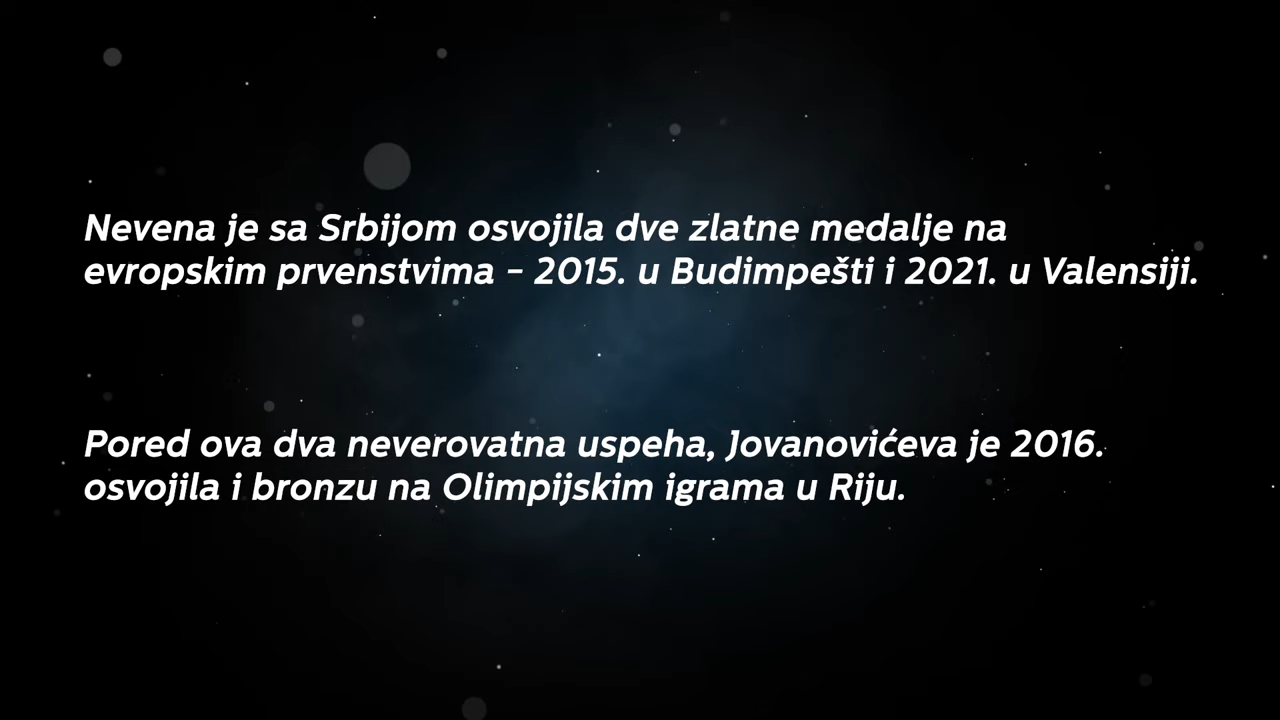 Nevena je sa Srbijom osvojila dve zlatne medalje na
evropskim prvenstvima - 2015. u Budimpešti i 2021. u Valensiji.
Pored ova dva neverovatna uspeha, Jovanovićeva je 2016.
osvojila i bronzu na Olimpijskim igrama u Riju.